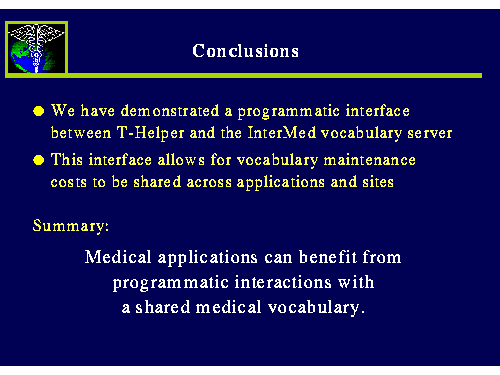 Conclusions
We have demonstrated a programmatic interface
between T-Helper and the InterMed vocabulary server
This interface allows for vocabulary maintenance
costs to be shared across applications and sites
Summary:
Medical applications can benefit from
programmatic interactions with
a shared medical vocabulary.